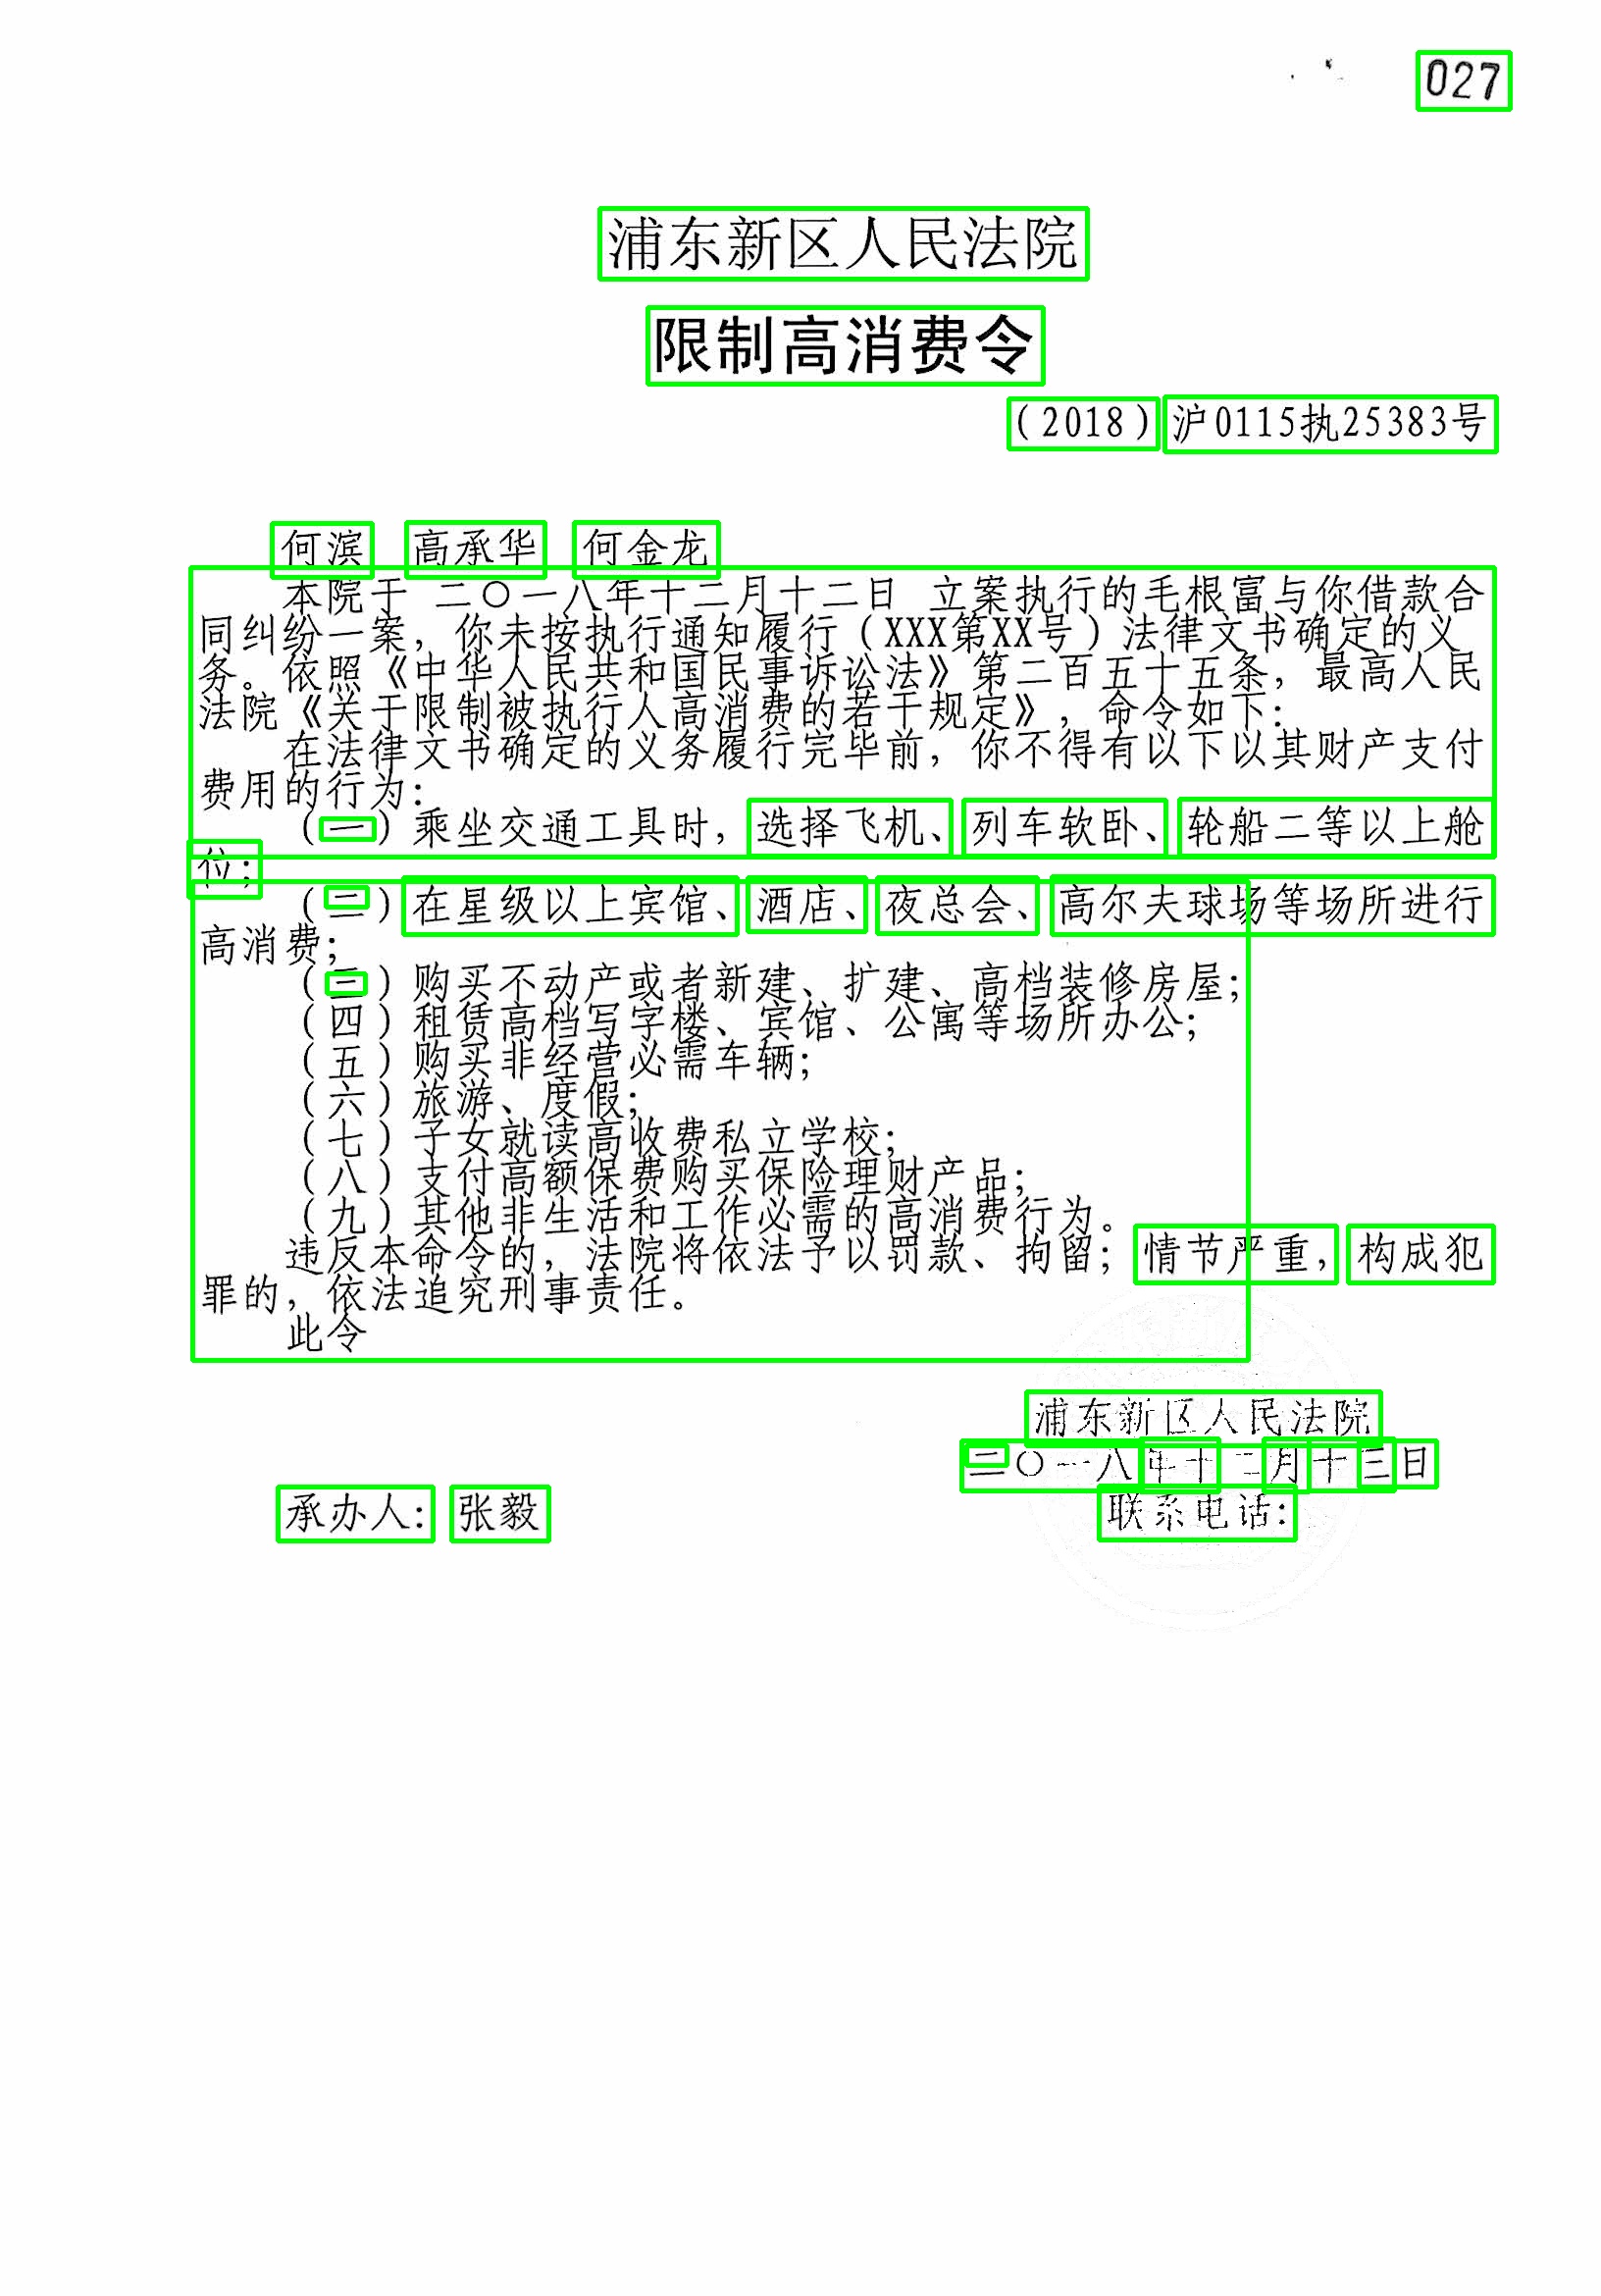 027
浦东新区人民法院
限制高消费令
（2018）沪0115执25383号
何滨 高承华 何金龙
本院于 二〇一八年十二月十二日 立案执行的毛根富与你借款合
同纠纷一案，你未按执行通知履行（XXX第XX号）法律文书确定的义
务。依照《中华人民共和国民事诉讼法》第二百五十五条，最高人民
法院《关于限制被执行人高消费的若干规定》，命令如下：
在法律文书确定的义务履行完毕前，你不得有以下以其财产支付
费用的行为：
（一）乘坐交通工具时，选择飞机、列车软卧、轮船二等以上舱
位；
（二）在星级以上宾馆、酒店、夜总会、高尔夫球场等场所进行
高消费；
（三）购买不动产或者新建、扩建、高档装修房屋；
（四）租赁高档写字楼、宾馆、公寓等场所办公；
（五）购买非经营必需车辆；
（六）旅游、度假；
（七）子女就读高收费私立学校；
（八）支付高额保费购买保险理财产品；
（九）其他非生活和工作必需的高消费行为。
违反本命令的，法院将依法予以罚款、拘留；情节严重，构成犯
罪的，依法追究刑事责任。
此令
浦东新区人民法院
二〇一八年十二月十三日
承办人：张毅 联系电话：